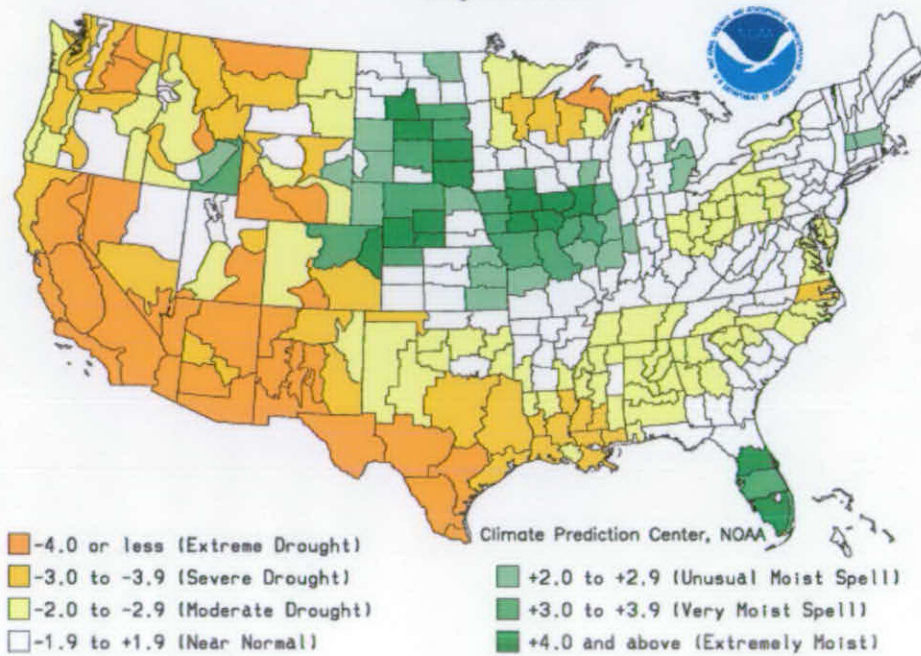 NOAA
Climate Prediction Center, NOAA
-4.0 or less (Extreme Drought)
-3.0 to -3.9 (Severe Drought)
-2.0 to -2.9 (Moderate Drought)
-1.9 to +1.9 (Near Normal)
+2.0 to +2.9 (Unusual Moist Spell)
+3.0 to +3.9 (Very Moist Spell)
+4.0 and above (Extremely Moist)